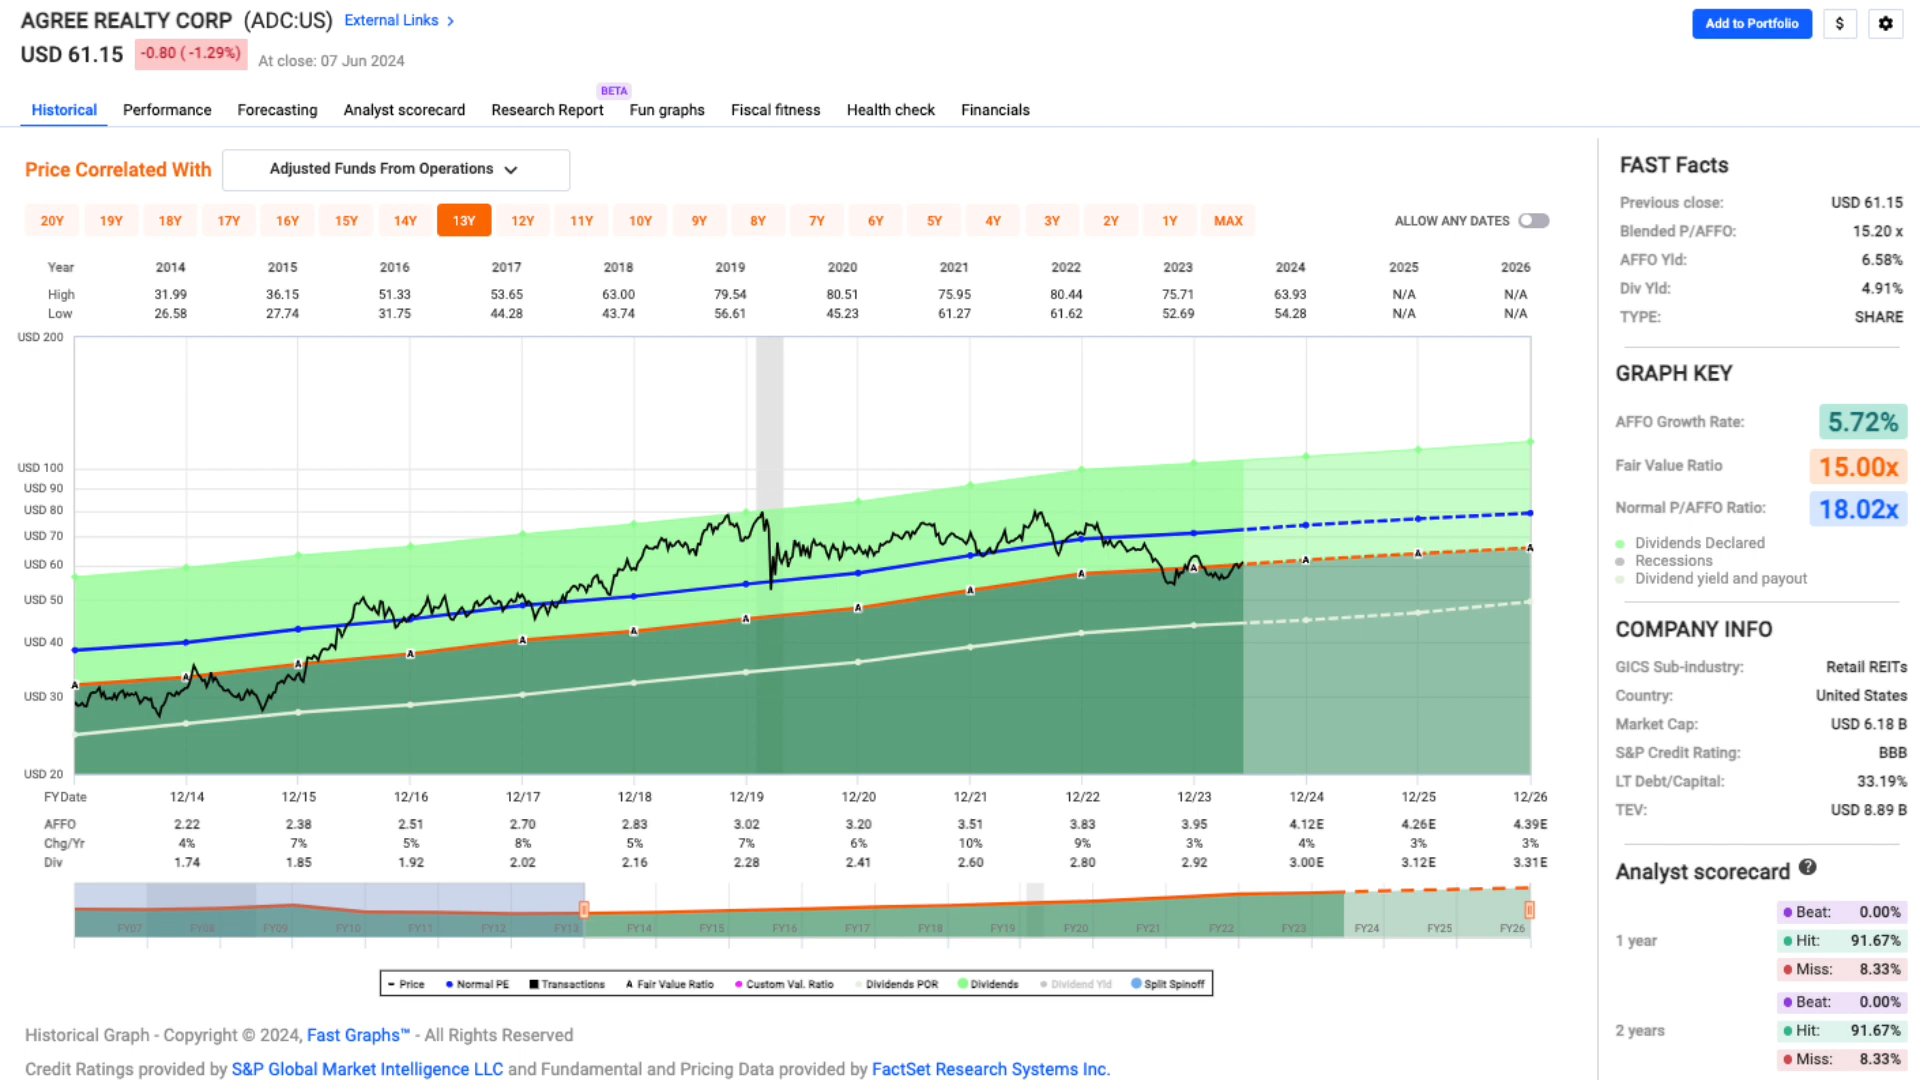 AGREE REALTY CORP (ADC:US) External Links >
Add to Portfolio $
USD 61.15 -0.80 ( -1.29%) At close: 07 Jun 2024
BETA
Historical Performance Forecasting Analyst scorecard Research Report Fun graphs Fiscal fitness Health check Financials
Price Correlated With Adjusted Funds From Operations
20Y 19Y 18Y 17Y 16Y 15Y 14Y 13Y 12Y 11Y 10Y 9Y 8Y 7Y 6Y 5Y 4Y 3Y 2Y 1Y MAX ALLOW ANY DATES
Year 2014 2015 2016 2017 2018 2019 2020 2021 2022 2023 2024 2025 2026
High 31.99 36.15 51.33 53.65 63.00 79.54 80.51 75.95 80.44 75.71 63.93 N/A N/A
Low 26.58 27.74 31.75 44.28 43.74 56.61 45.23 61.27 61.62 52.69 54.28 N/A N/A
USD 200
USD 100
USD 90
USD 80
USD 70
USD 60
USD 50
USD 40
USD 30
USD 20
A A A A A A A A A A A A A A
FYDate 12/14 12/15 12/16 12/17 12/18 12/19 12/20 12/21 12/22 12/23 12/24 12/25 12/26
AFFO 2.22 2.38 2.51 2.70 2.83 3.02 3.20 3.51 3.83 3.95 4.12E 4.26E 4.39E
Chg/Yr 4% 7% 5% 8% 5% 7% 6% 10% 9% 3% 4% 3% 3%
Div 1.74 1.85 1.92 2.02 2.16 2.28 2.41 2.60 2.80 2.92 3.00E 3.12E 3.31E
FY07 FY08 FY09 FY10 FY11 FY12 FY13 FY14 FY15 FY16 FY17 FY18 FY19 FY20 FY21 FY22 FY23 FY24 FY25 FY26
Price Normal PE Transactions A Fair Value Ratio Custom Val. Ratio Dividends POR Dividends Dividend Yld Split Spinoff
Historical Graph - Copyright © 2024, Fast Graphs™ - All Rights Reserved
Credit Ratings provided by S&P Global Market Intelligence LLC and Fundamental and Pricing Data provided by FactSet Research Systems Inc.
FAST Facts
Previous close: USD 61.15
Blended P/AFFO: 15.20 x
AFFO Yld: 6.58%
Div Yld: 4.91%
TYPE: SHARE
GRAPH KEY
AFFO Growth Rate: 5.72%
Fair Value Ratio 15.00x
Normal P/AFFO Ratio: 18.02x
Dividends Declared
Recessions
Dividend yield and payout
COMPANY INFO
GICS Sub-industry: Retail REITs
Country: United States
Market Cap: USD 6.18 B
S&P Credit Rating: BBB
LT Debt/Capital: 33.19%
TEV: USD 8.89 B
Analyst scorecard ?
Beat: 0.00%
1 year Hit: 91.67%
Miss: 8.33%
Beat: 0.00%
2 years Hit: 91.67%
Miss: 8.33%